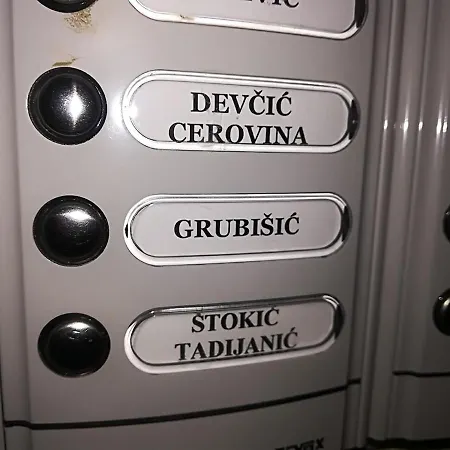 DEVČIĆ
CEROVINA
GRUBIŠIĆ
ŠTOKIĆ
TADIJANIĆ